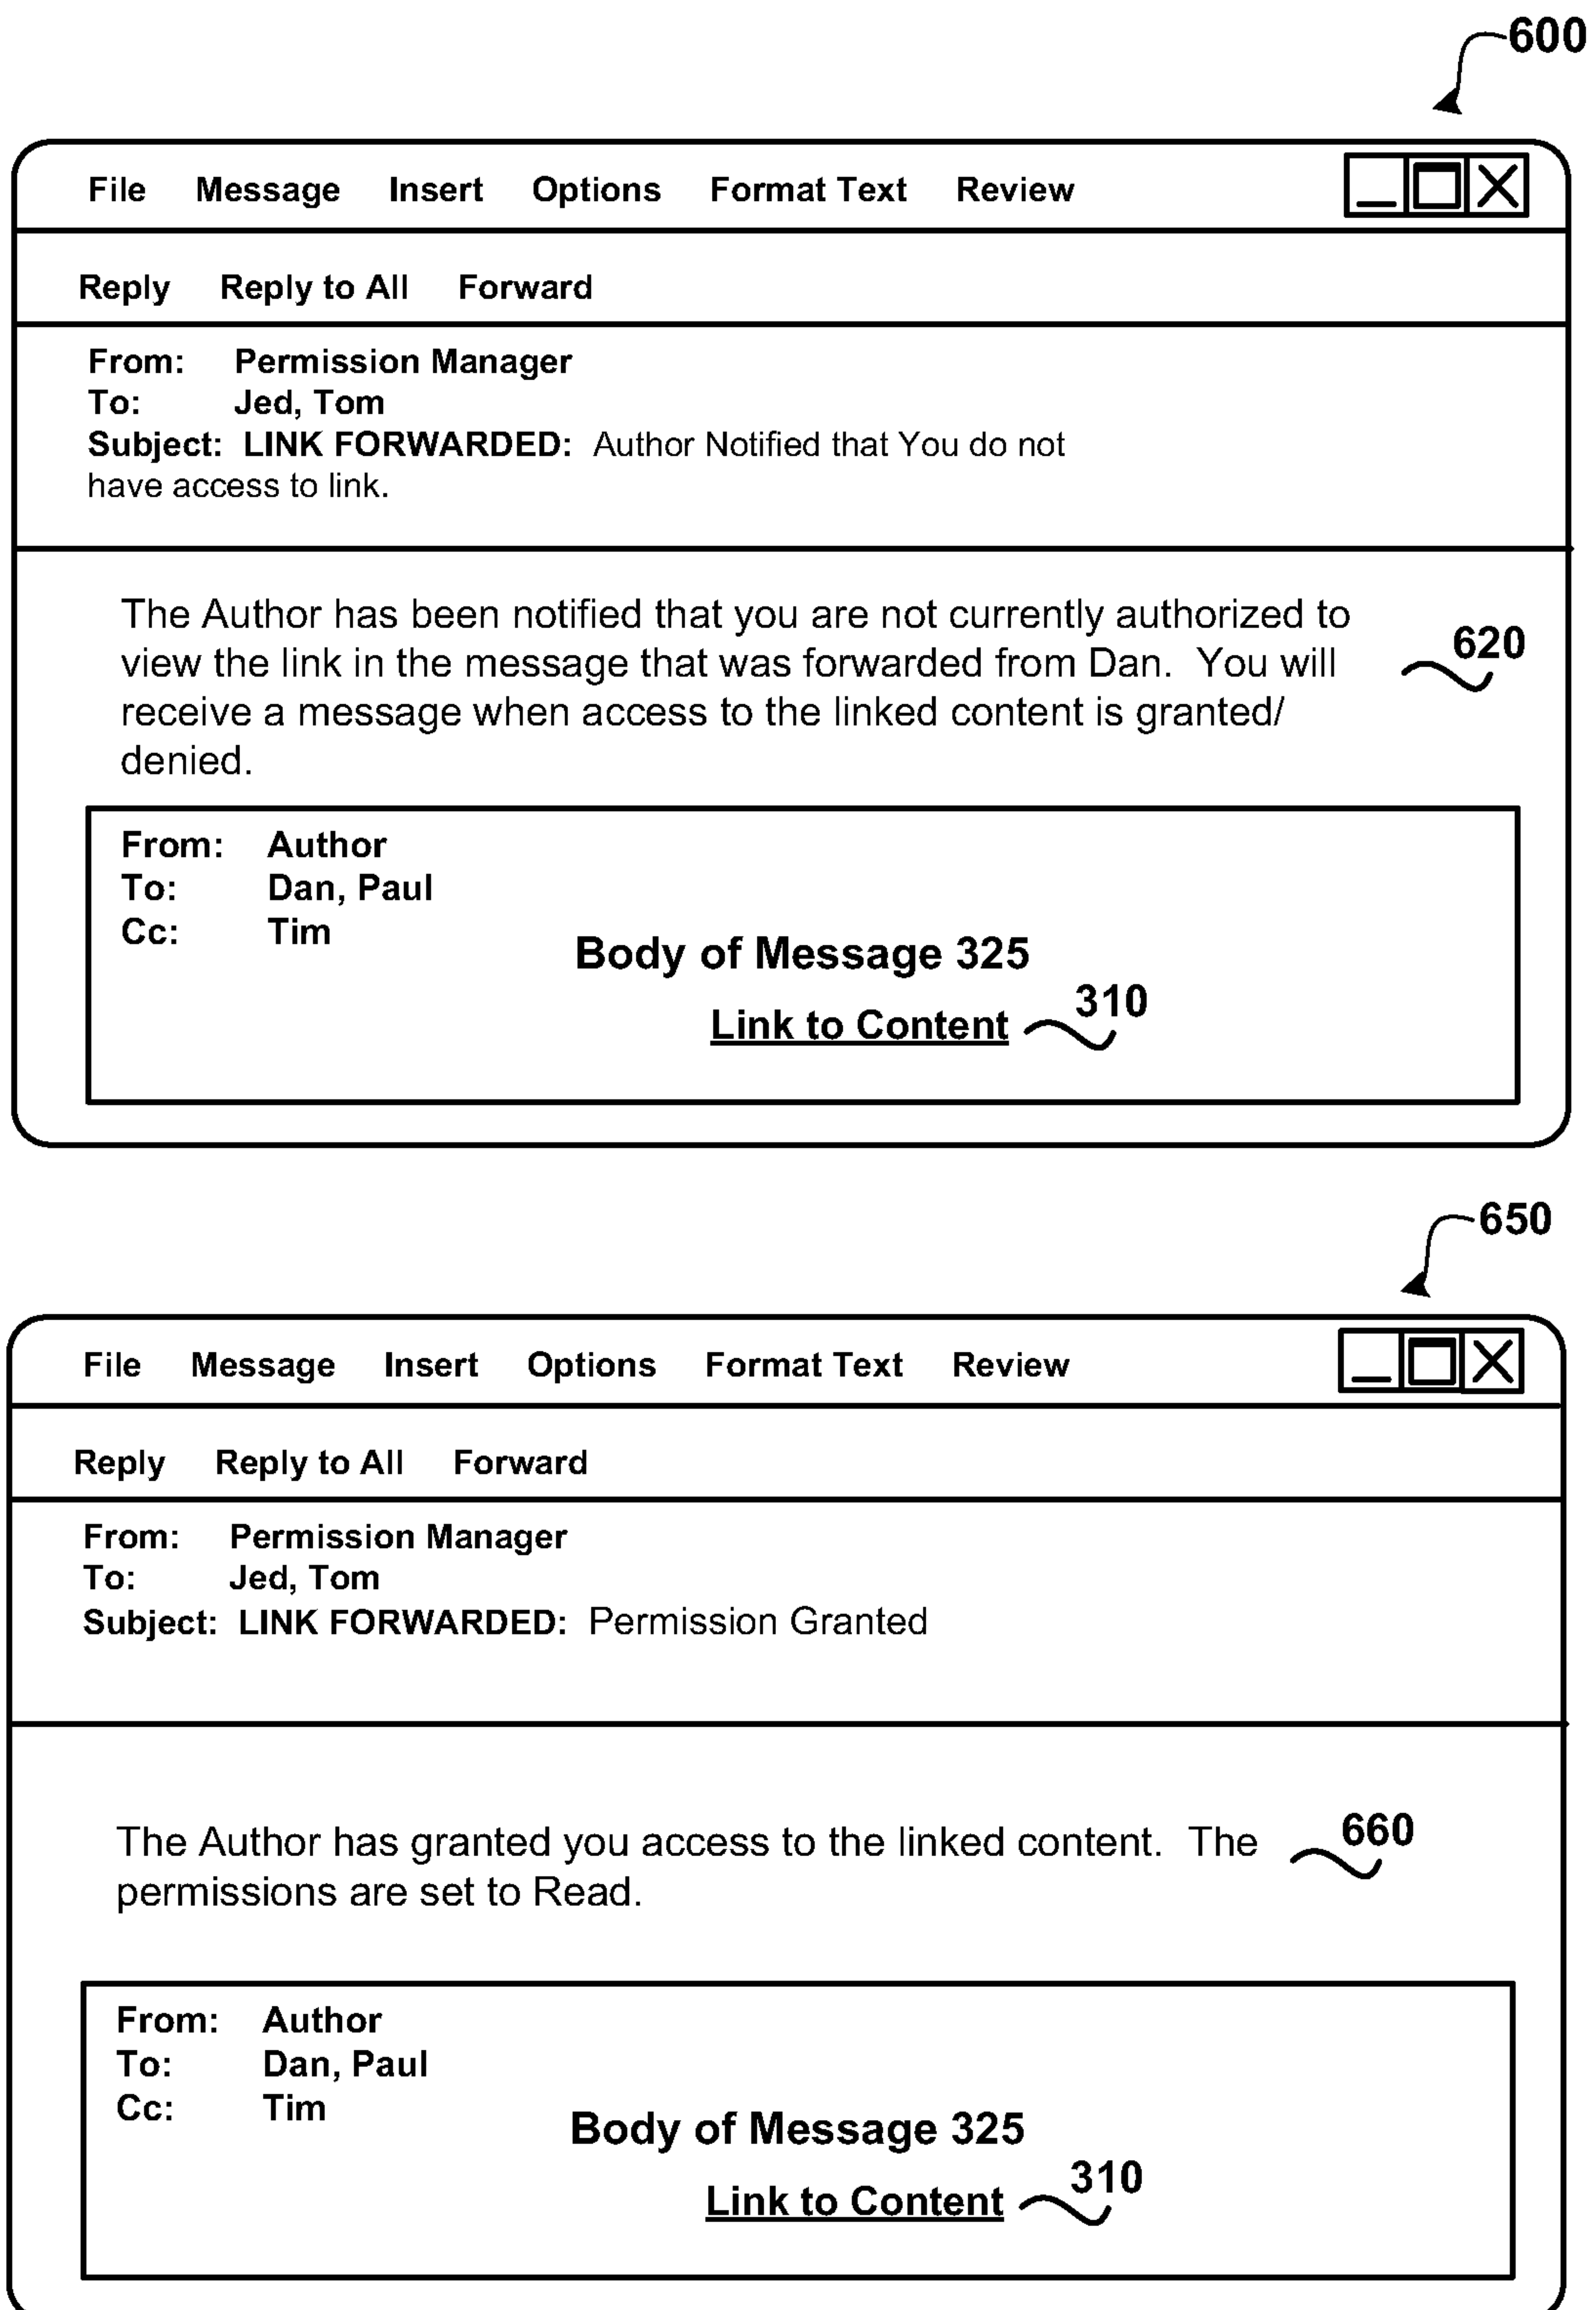 600
File Message Insert Options Format Text Review
Reply Reply to All Forward
From: Permission Manager
To: Jed, Tom
Subject: LINK FORWARDED: Author Notified that You do not
have access to link.
The Author has been notified that you are not currently authorized to
view the link in the message that was forwarded from Dan. You will
receive a message when access to the linked content is granted/
denied.
620
From: Author
To: Dan, Paul
Cc: Tim
Body of Message 325
Link to Content 310
650
File Message Insert Options Format Text Review
Reply Reply to All Forward
From: Permission Manager
To: Jed, Tom
Subject: LINK FORWARDED: Permission Granted
The Author has granted you access to the linked content. The
permissions are set to Read.
660
From: Author
To: Dan, Paul
Cc: Tim
Body of Message 325
Link to Content 310